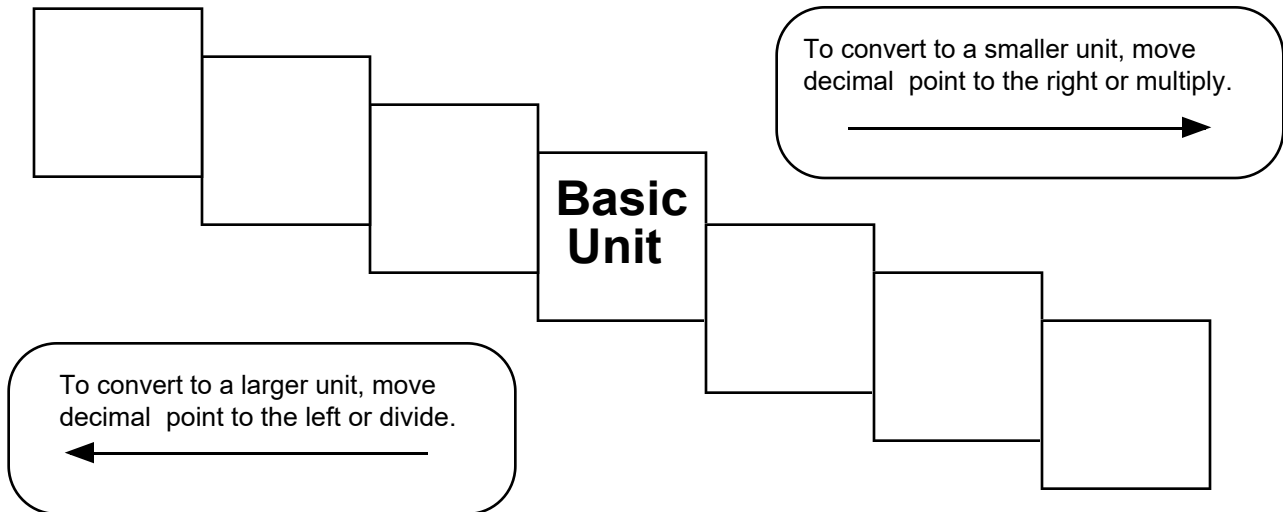 To convert to a smaller unit, move
decimal  point to the right or multiply.
Basic
Unit
To convert to a larger unit, move
decimal  point to the left or divide.